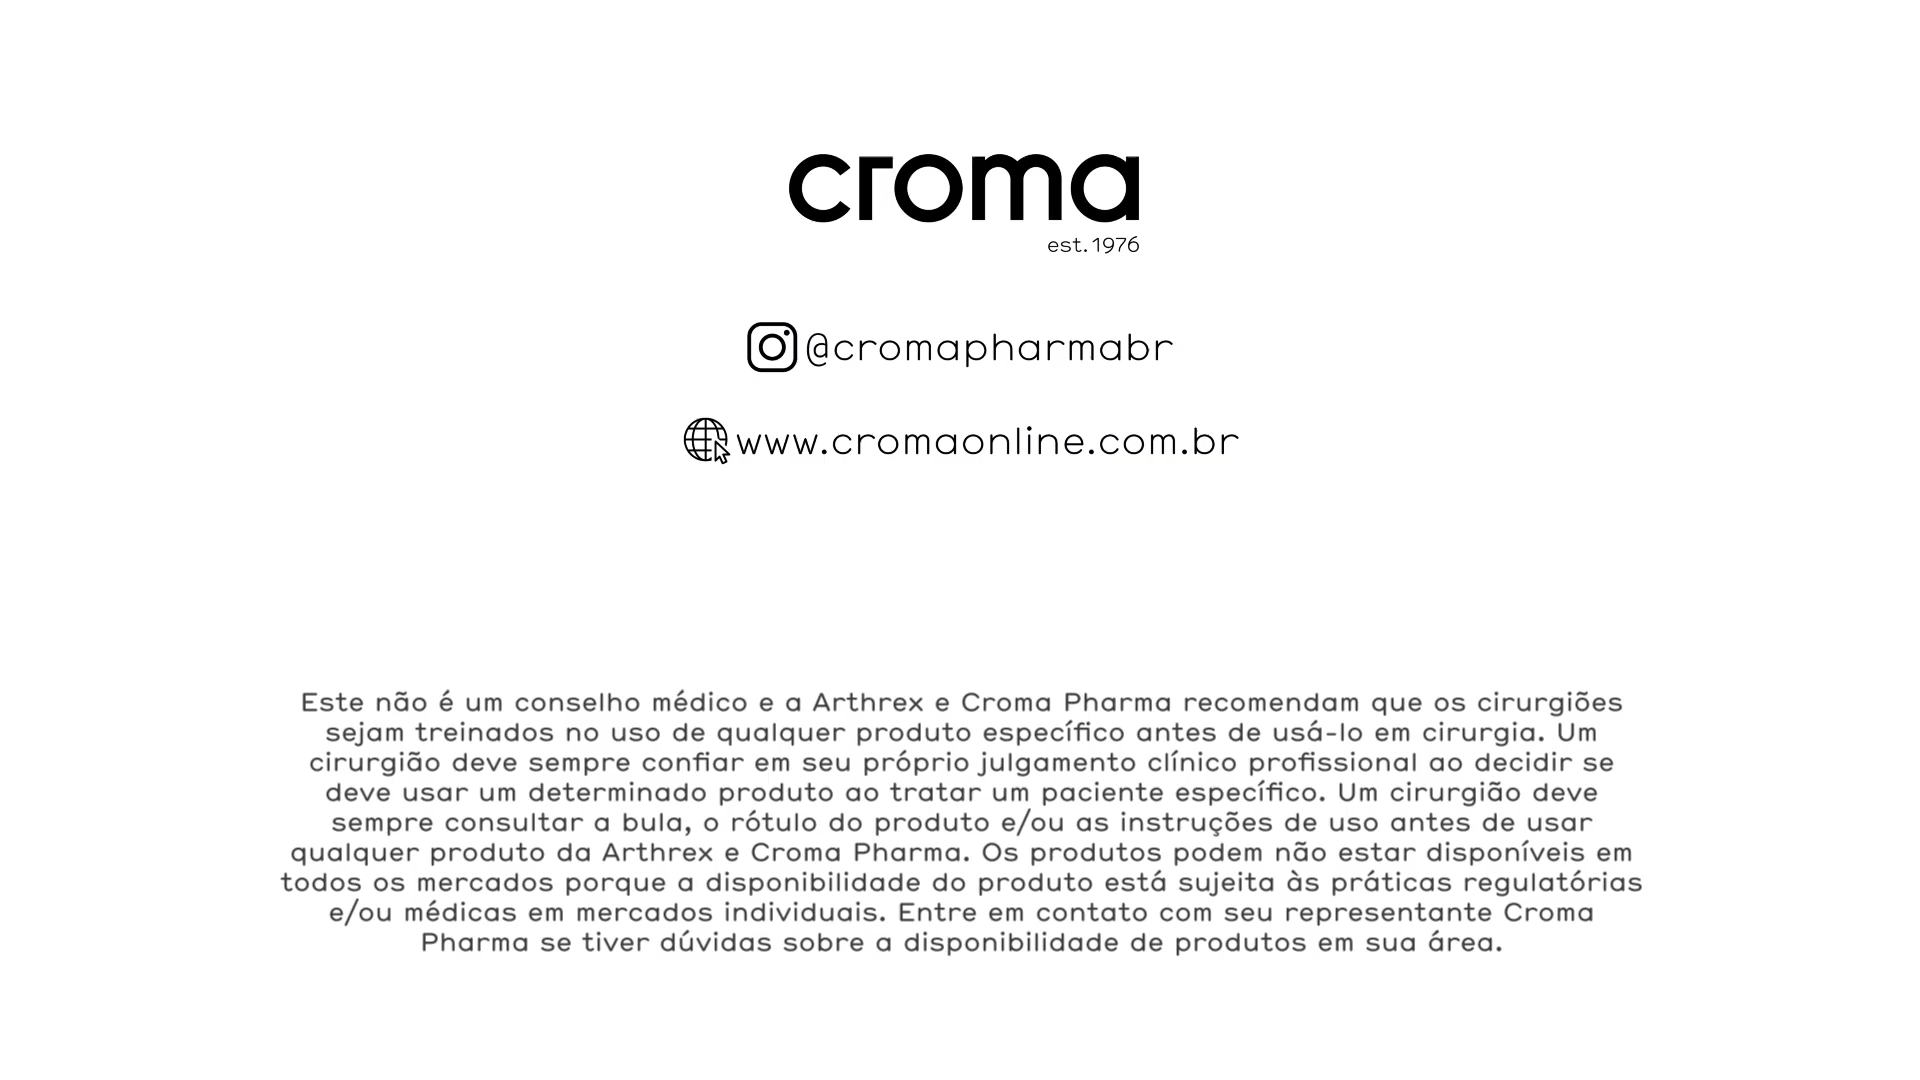 croma
est. 1976
@cromapharmabr
www.cromaonline.com.br
Este não é um conselho médico e a Arthrex e Croma Pharma recomendam que os cirurgiões
sejam treinados no uso de qualquer produto específico antes de usá-lo em cirurgia. Um
cirurgião deve sempre confiar em seu próprio julgamento clínico profissional ao decidir se
deve usar um determinado produto ao tratar um paciente específico. Um cirurgião deve
sempre consultar a bula, o rótulo do produto e/ou as instruções de uso antes de usar
qualquer produto da Arthrex e Croma Pharma. Os produtos podem não estar disponíveis em
todos os mercados porque a disponibilidade do produto está sujeita às práticas regulatórias
e/ou médicas em mercados individuais. Entre em contato com seu representante Croma
Pharma se tiver dúvidas sobre a disponibilidade de produtos em sua área.